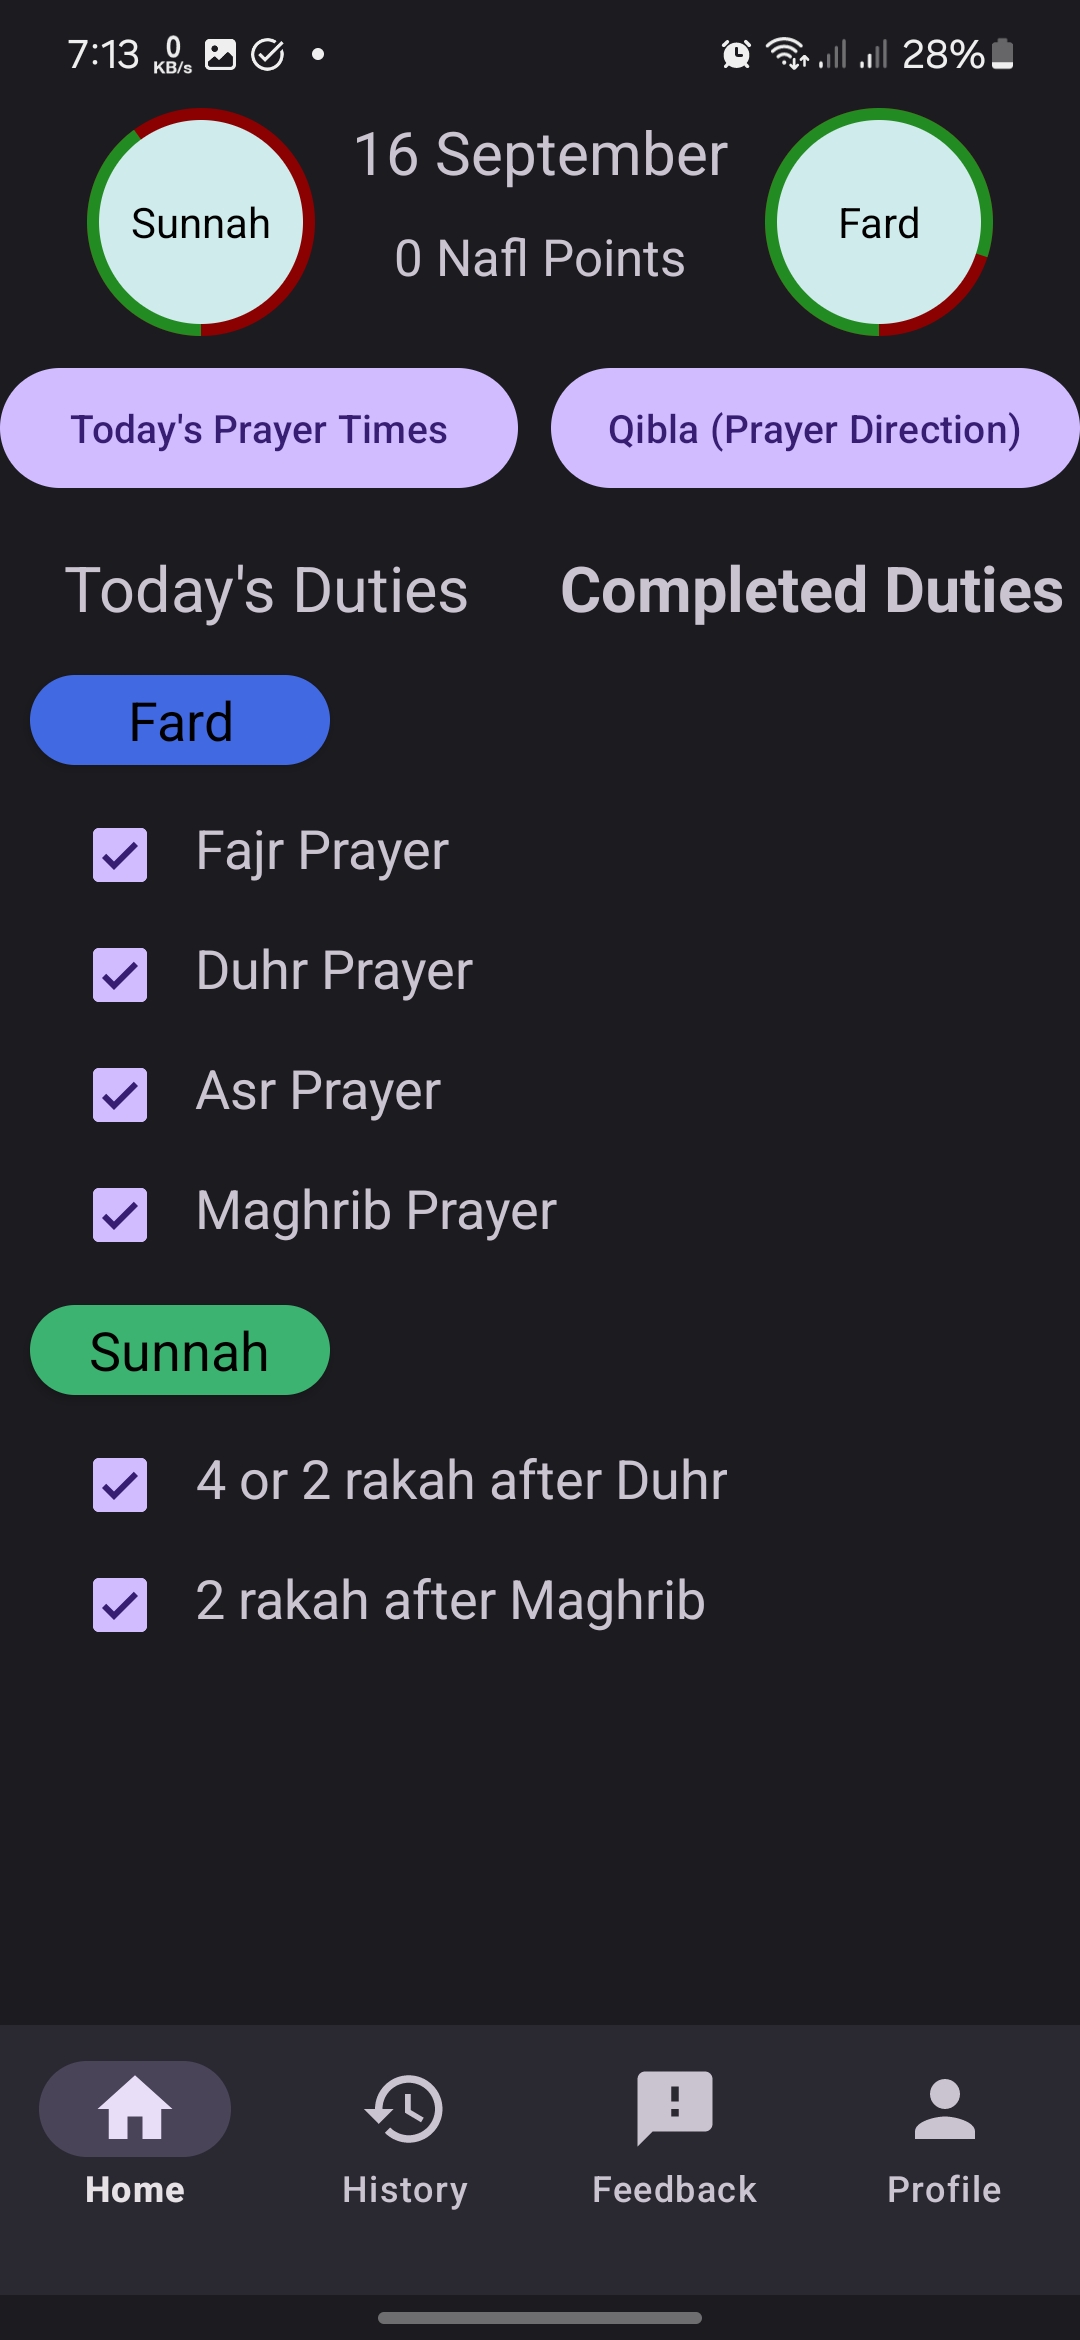 7:13 0 KB/s 28%
Sunnah
16 September
0 Nafl Points
Fard
Today's Prayer Times
Qibla (Prayer Direction)
Today's Duties
Completed Duties
Fard
Fajr Prayer
Duhr Prayer
Asr Prayer
Maghrib Prayer
Sunnah
4 or 2 rakah after Duhr
2 rakah after Maghrib
Home
History
Feedback
Profile